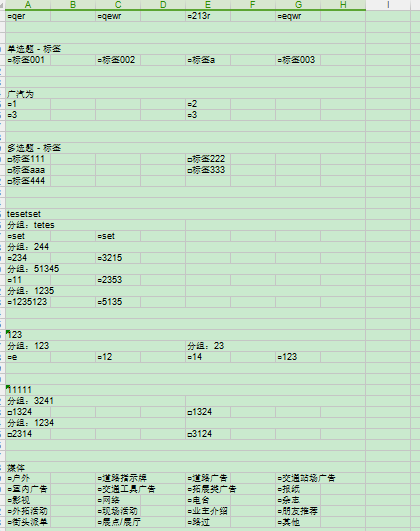 A B C D E F G H I
¤qer ¤qewr ¤213r ¤eqwr
单选题 - 标签
¤标签001 ¤标签002 ¤标签a ¤标签003
广汽为
¤1 ¤2
¤3 ¤3
多选题 - 标签
□标签111 □标签222
□标签aaa □标签333
□标签444
tesetset
分组：tetes
¤set ¤set
分组：244
¤234 ¤3215
分组：51345
¤11 ¤2353
分组：1235
¤1235123 ¤5135
123
分组：123 分组：23
¤e ¤12 ¤14 ¤123
11111
分组：3241
□1324 □1324
分组：1234
□2314 □3124
媒体
¤户外 ¤道路指示牌 ¤道路广告 ¤交通站场广告
¤室内广告 ¤交通工具广告 ¤拓展类广告 ¤报纸
¤影视 ¤网络 ¤电台 ¤杂志
¤外拓活动 ¤现场活动 ¤业主介绍 ¤朋友推荐
¤街头派单 ¤展点/展厅 ¤路过 ¤其他